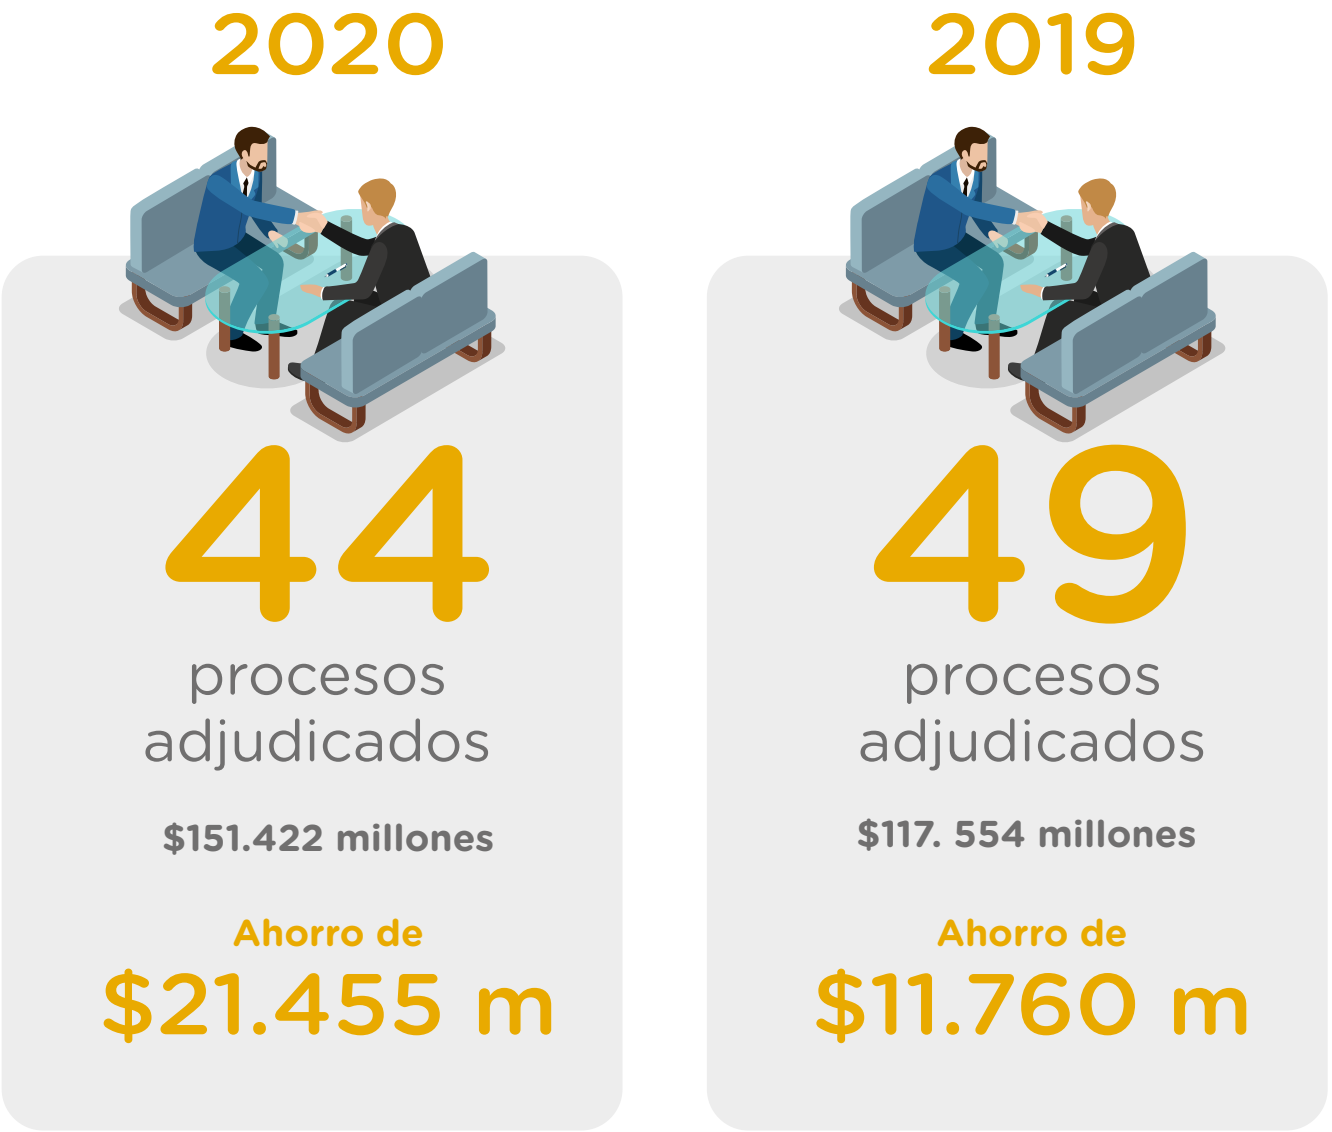 2020
44
procesos
adjudicados
$151.422 millones
Ahorro de
$21.455 m
2019
49
procesos
adjudicados
$117. 554 millones
Ahorro de
$11.760 m